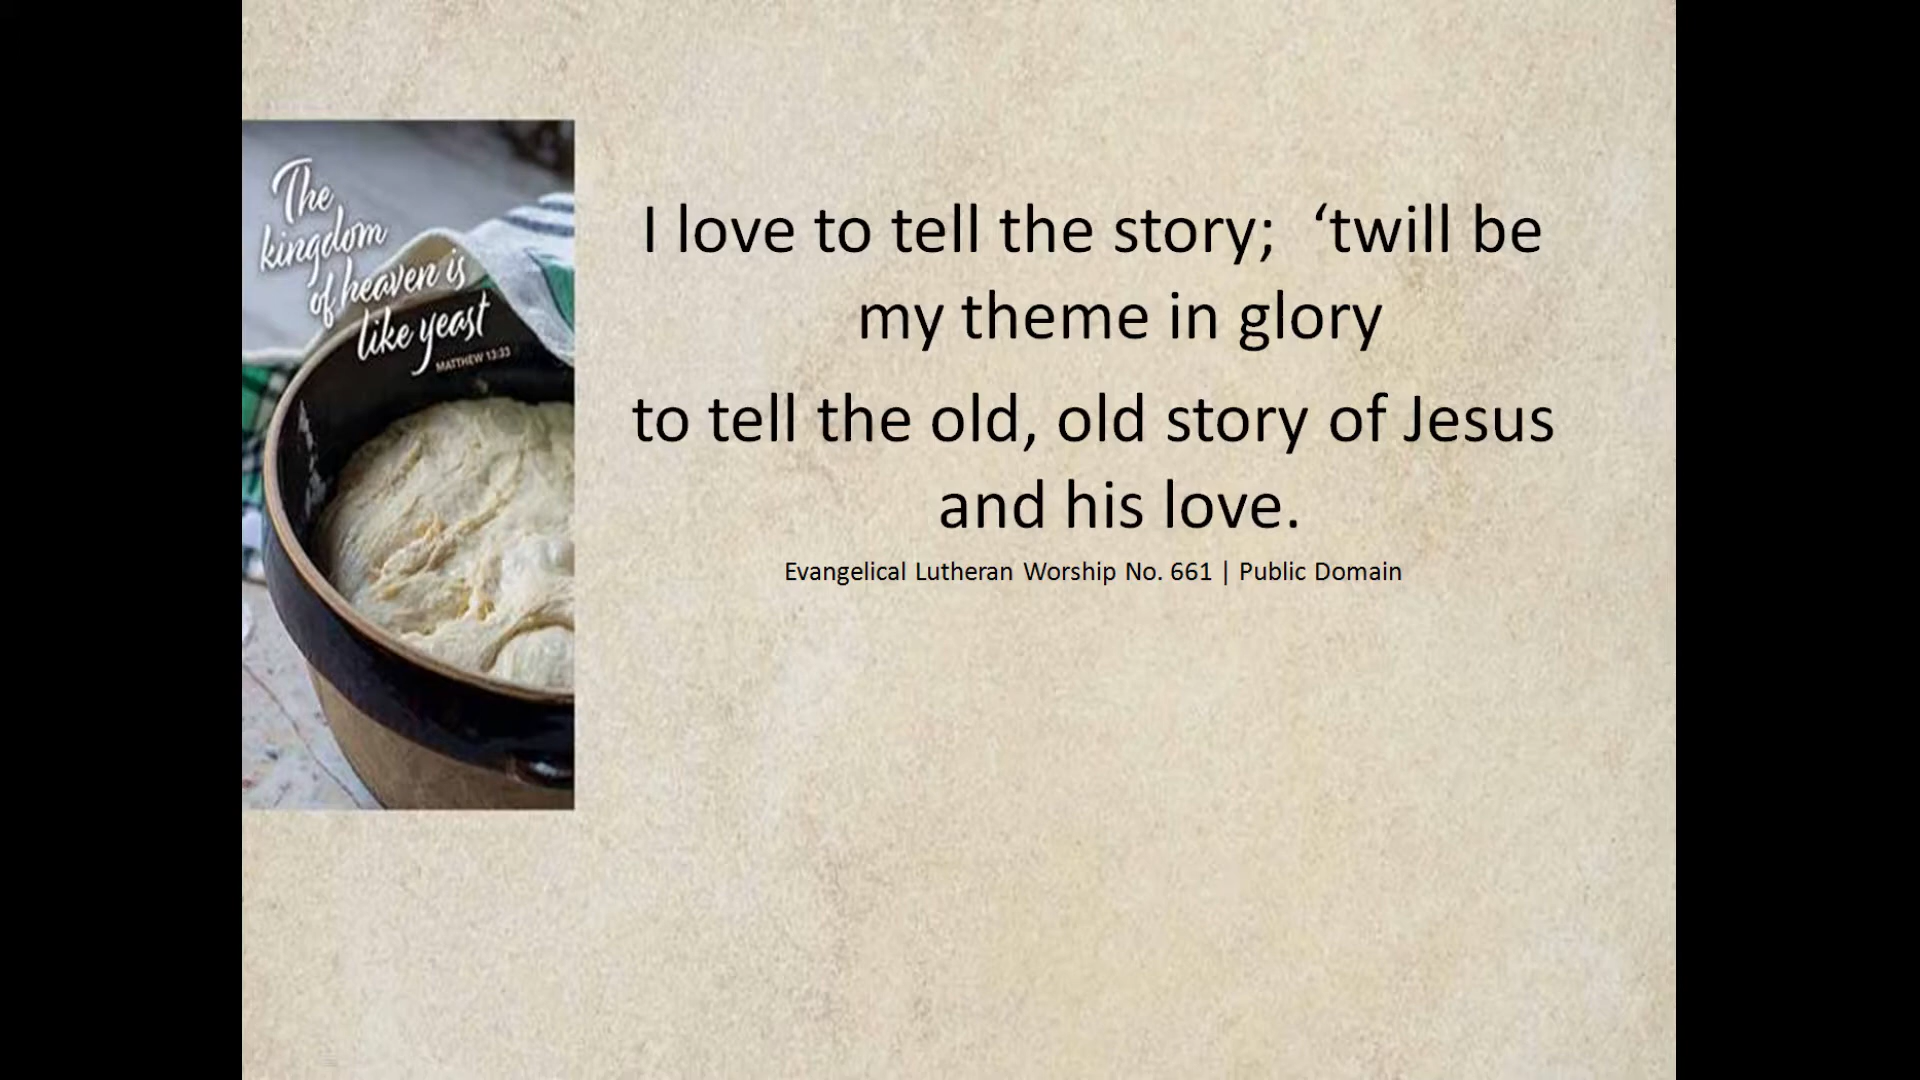 The
kingdom
of heaven is
like yeast
MATTHEW 13:33
I love to tell the story;  ‘twill be
my theme in glory
to tell the old, old story of Jesus
and his love.
Evangelical Lutheran Worship No. 661 | Public Domain